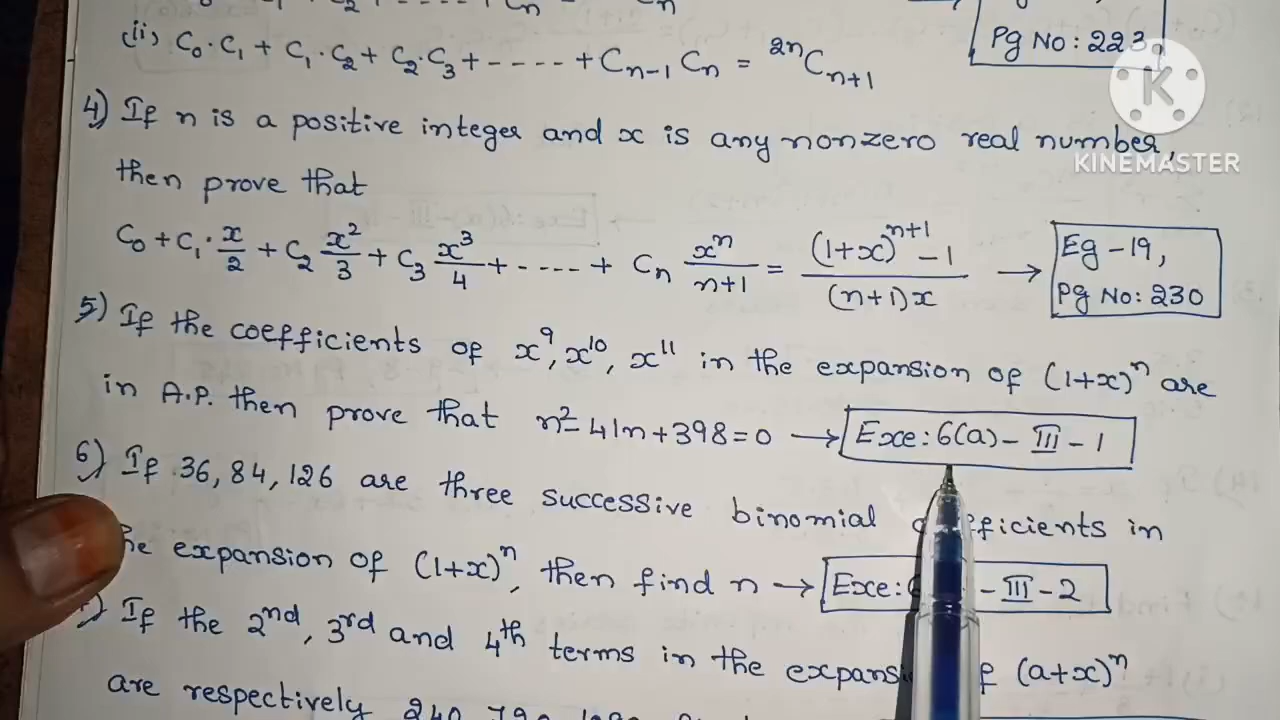 (ii) C₀·C₁ + C₁·C₂ + C₂·C₃ + ----- + Cₙ₋₁ Cₙ = ²ⁿCₙ₊₁
Pg No: 223
4) If n is a positive integer and x is any nonzero real number,
KINEMASTER
then prove that
C₀ + C₁·x/2 + C₂ x²/3 + C₃ x³/4 + ----- + Cₙ xⁿ/n+1 = (1+x)ⁿ⁺¹ - 1/(n+1)x → Eg-19,
Pg No: 230
5) If the coefficients of x⁹, x¹⁰, x¹¹ in the expansion of (1+x)ⁿ are
in A.P. then prove that n²-41n+398=0 → Exe: 6(a)-III-1
6) If 36, 84, 126 are three successive binomial in
expansion of (1+x)ⁿ, then find n → Exe: -III-2
If the 2nd, 3rd and 4th terms in the (a+x)ⁿ
are respectively 240,